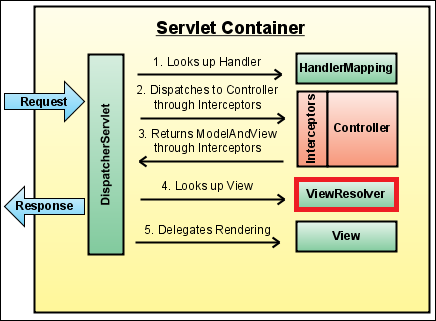 Servlet Container
Request
Response
DispatcherServlet
1. Looks up Handler
HandlerMapping
2. Dispatches to Controller
through Interceptors
3. Returns ModelAndView
through Interceptors
Interceptors
Controller
4. Looks up View
ViewResolver
5. Delegates Rendering
View